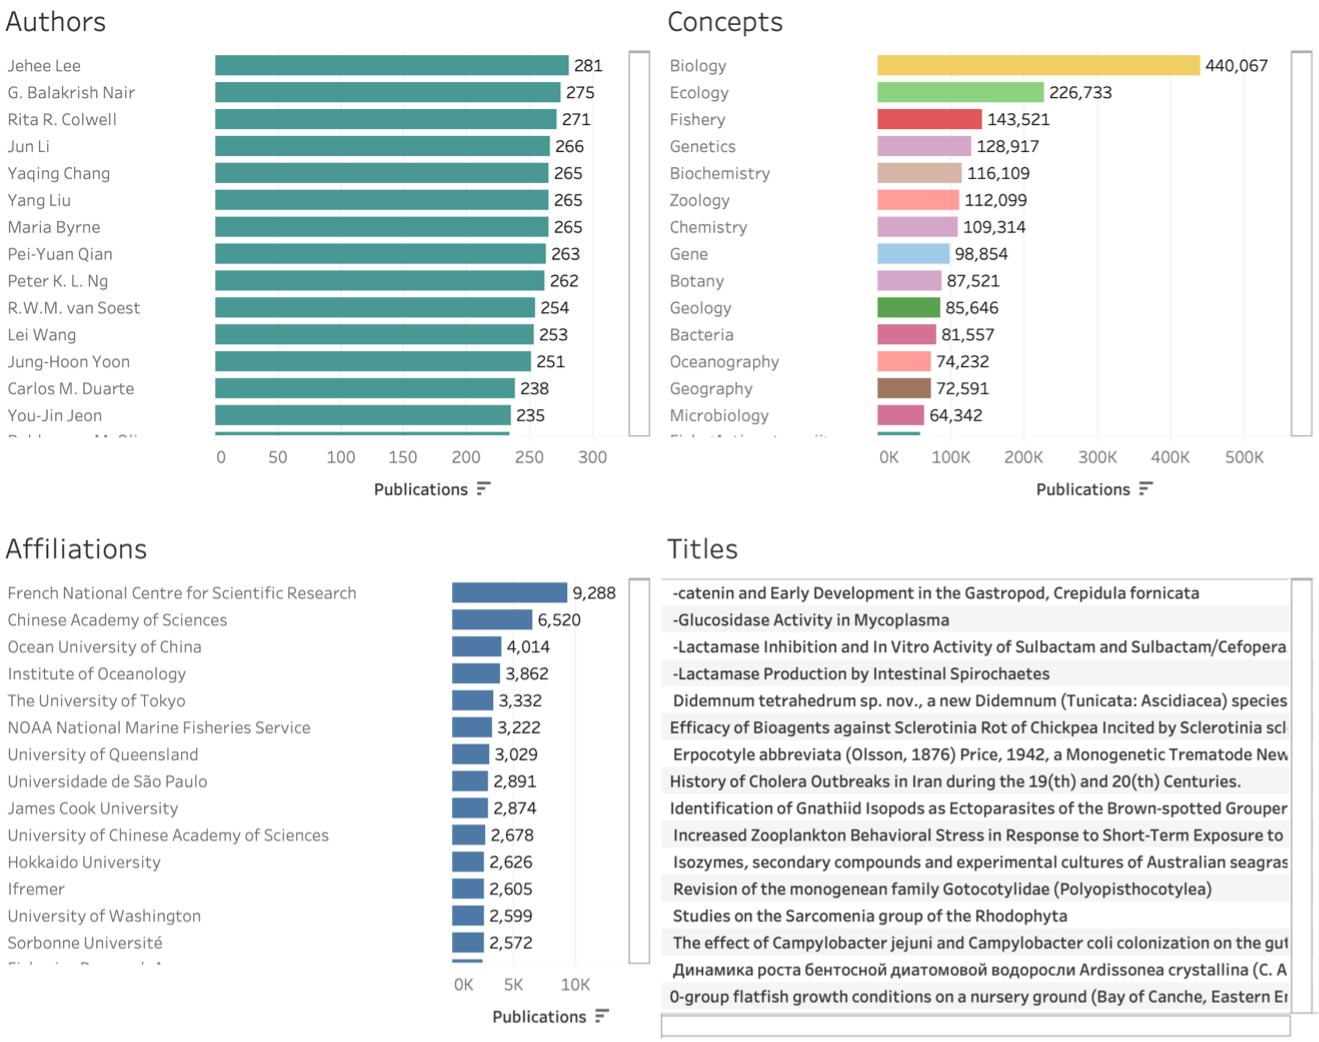 Authors
Jehee Lee 281
G. Balakrish Nair 275
Rita R. Colwell 271
Jun Li 266
Yaqing Chang 265
Yang Liu 265
Maria Byrne 265
Pei-Yuan Qian 263
Peter K. L. Ng 262
R.W.M. van Soest 254
Lei Wang 253
Jung-Hoon Yoon 251
Carlos M. Duarte 238
You-Jin Jeon 235
0 50 100 150 200 250 300
Publications
Concepts
Biology 440,067
Ecology 226,733
Fishery 143,521
Genetics 128,917
Biochemistry 116,109
Zoology 112,099
Chemistry 109,314
Gene 98,854
Botany 87,521
Geology 85,646
Bacteria 81,557
Oceanography 74,232
Geography 72,591
Microbiology 64,342
0K 100K 200K 300K 400K 500K
Publications
Affiliations
French National Centre for Scientific Research 9,288
Chinese Academy of Sciences 6,520
Ocean University of China 4,014
Institute of Oceanology 3,862
The University of Tokyo 3,332
NOAA National Marine Fisheries Service 3,222
University of Queensland 3,029
Universidade de São Paulo 2,891
James Cook University 2,874
University of Chinese Academy of Sciences 2,678
Hokkaido University 2,626
Ifremer 2,605
University of Washington 2,599
Sorbonne Université 2,572
0K 5K 10K
Publications
Titles
-catenin and Early Development in the Gastropod, Crepidula fornicata
-Glucosidase Activity in Mycoplasma
-Lactamase Inhibition and In Vitro Activity of Sulbactam and Sulbactam/Cefopera
-Lactamase Production by Intestinal Spirochaetes
Didemnum tetrahedrum sp. nov., a new Didemnum (Tunicata: Ascidiacea) species
Efficacy of Bioagents against Sclerotinia Rot of Chickpea Incited by Sclerotinia scl
Erpocotyle abbreviata (Olsson, 1876) Price, 1942, a Monogenetic Trematode New
History of Cholera Outbreaks in Iran during the 19(th) and 20(th) Centuries.
Identification of Gnathiid Isopods as Ectoparasites of the Brown-spotted Grouper
Increased Zooplankton Behavioral Stress in Response to Short-Term Exposure to
Isozymes, secondary compounds and experimental cultures of Australian seagras
Revision of the monogenean family Gotocotylidae (Polyopisthocotylea)
Studies on the Sarcomenia group of the Rhodophyta
The effect of Campylobacter jejuni and Campylobacter coli colonization on the gut
Динамика роста бентосной диатомовой водоросли Ardissonea crystallina (C. A
0-group flatfish growth conditions on a nursery ground (Bay of Canche, Eastern En